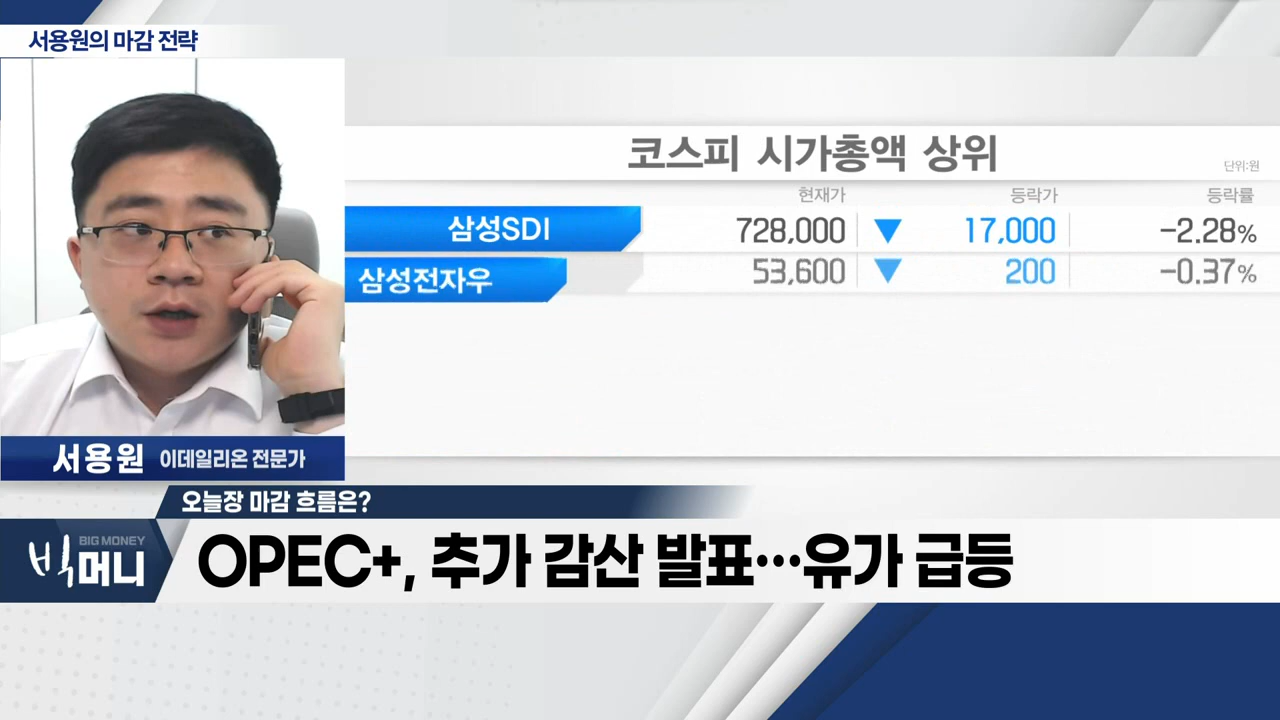 서용원의 마감 전략
코스피 시가총액 상위
단위:원
현재가 등락가 등락률
삼성SDI 728,000 ▼ 17,000 -2.28%
삼성전자우 53,600 ▼ 200 -0.37%
서용원 이데일리온 전문가
오늘장 마감 흐름은?
BIG MONEY
빅머니
OPEC+, 추가 감산 발표…유가 급등